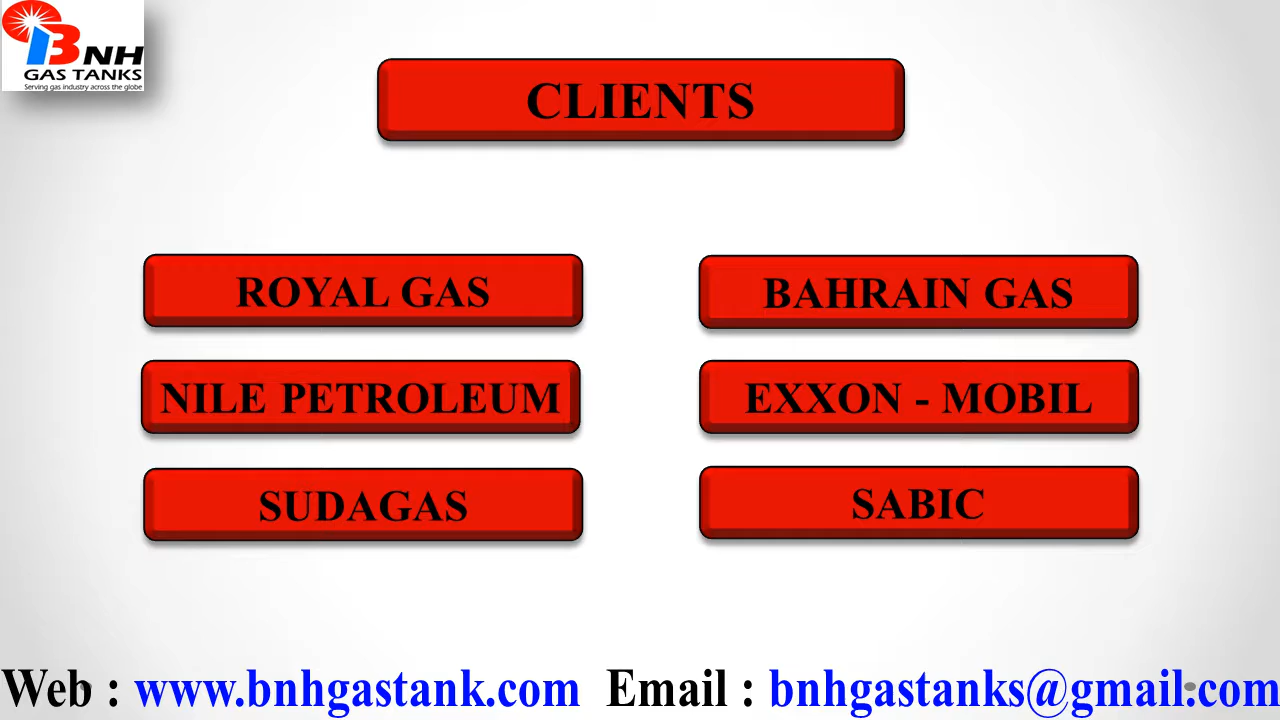 BNH
GAS TANKS
Serving gas industry across the globe
CLIENTS
ROYAL GAS
BAHRAIN GAS
NILE PETROLEUM
EXXON - MOBIL
SUDAGAS
SABIC
Web : www.bnhgastank.com Email : bnhgastanks@gmail.com